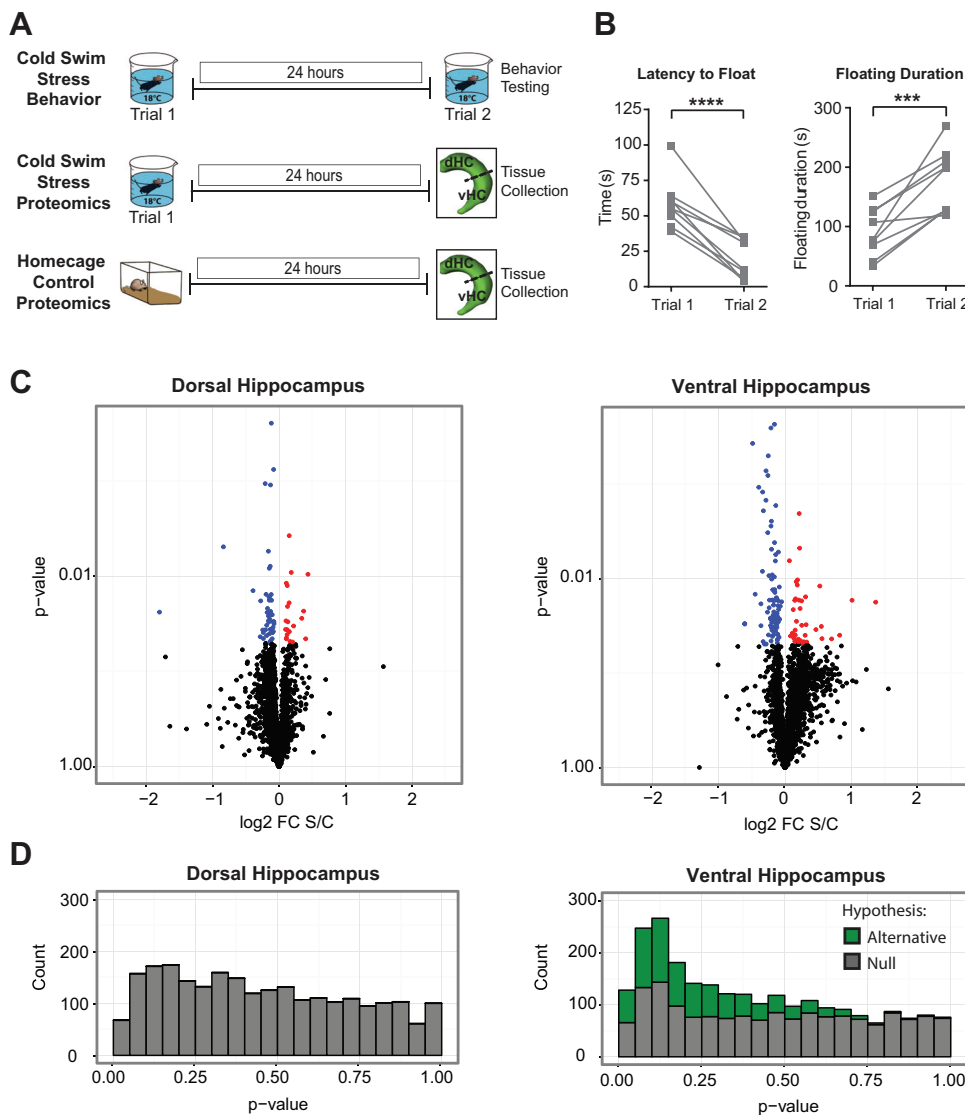 A
Cold Swim
Stress
Behavior
18°C
Trial 1
24 hours
18°C
Trial 2
Behavior
Testing
Cold Swim
Stress
Proteomics
18°C
Trial 1
24 hours
dHC
vHC
Tissue
Collection
Homecage
Control
Proteomics
24 hours
dHC
vHC
Tissue
Collection
B
Latency to Float
****
Time (s)
125
100
75
50
25
0
Trial 1 Trial 2
Floating Duration
***
Floating duration (s)
300
200
100
0
Trial 1 Trial 2
C
Dorsal Hippocampus
p-value
0.01
1.00
−2 −1 0 1 2
log2 FC S/C
Ventral Hippocampus
p-value
0.01
1.00
−2 −1 0 1 2
log2 FC S/C
D
Dorsal Hippocampus
Count
300
200
100
0
0.00 0.25 0.50 0.75 1.00
p-value
Ventral Hippocampus
Count
300
200
100
0
Hypothesis:
Alternative
Null
0.00 0.25 0.50 0.75 1.00
p-value